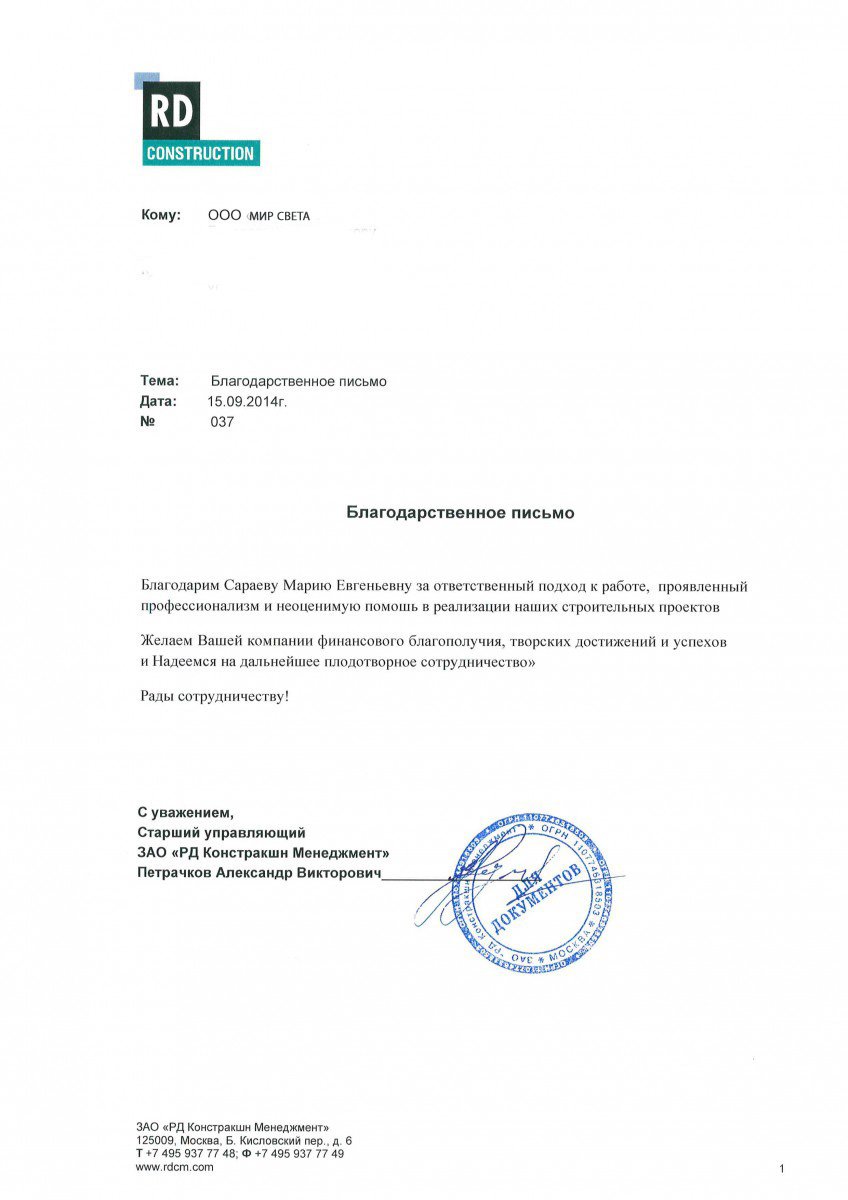 RD
CONSTRUCTION
Кому: ООО МИР СВЕТА
Тема: Благодарственное письмо
Дата: 15.09.2014г.
№ 037
Благодарственное письмо
Благодарим Сараеву Марию Евгеньевну за ответственный подход к работе, проявленный
профессионализм и неоценимую помошь в реализации наших строительных проектов
Желаем Вашей компании финансового благополучия, творских достижений и успехов
и Надеемся на дальнейшее плодотворное сотрудничество»
Рады сотрудничеству!
С уважением,
Старший управляющий
ЗАО «РД Констракшн Менеджмент»
Петрачков Александр Викторович
ДЛЯ
ДОКУМЕНТОВ
ЗАО "РД Констракшн Менеджмент" * ОГРН * МОСКВА *
ЗАО «РД Констракшн Менеджмент»
125009, Москва, Б. Кисловский пер., д. 6
Т +7 495 937 77 48; Ф +7 495 937 77 49
www.rdcm.com
1